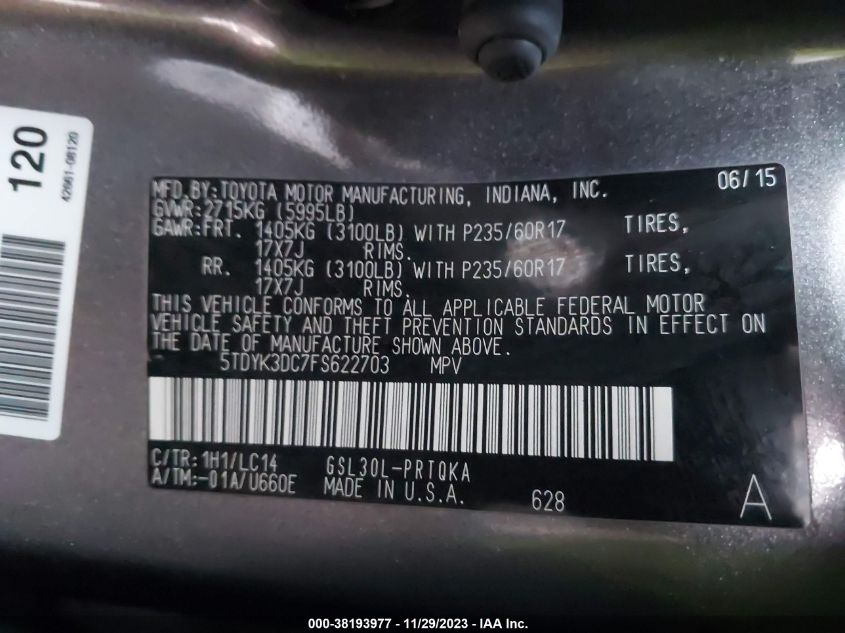 120
42661-08120
MFD.BY:TOYOTA MOTOR MANUFACTURING, INDIANA, INC. 06/15
GVWR:2715KG (5995LB)
GAWR:FRT. 1405KG (3100LB) WITH P235/60R17 TIRES,
17X7J RIMS.
RR. 1405KG (3100LB) WITH P235/60R17 TIRES,
17X7J RIMS.
THIS VEHICLE CONFORMS TO ALL APPLICABLE FEDERAL MOTOR
VEHICLE SAFETY AND THEFT PREVENTION STANDARDS IN EFFECT ON
THE DATE OF MANUFACTURE SHOWN ABOVE.
5TDYK3DC7FS622703 MPV
C/TR:1H1/LC14 GSL30L-PRTQKA
A/TM:-01A/U660E MADE IN U.S.A. 628 A
000-38193977 - 11/29/2023 - IAA Inc.